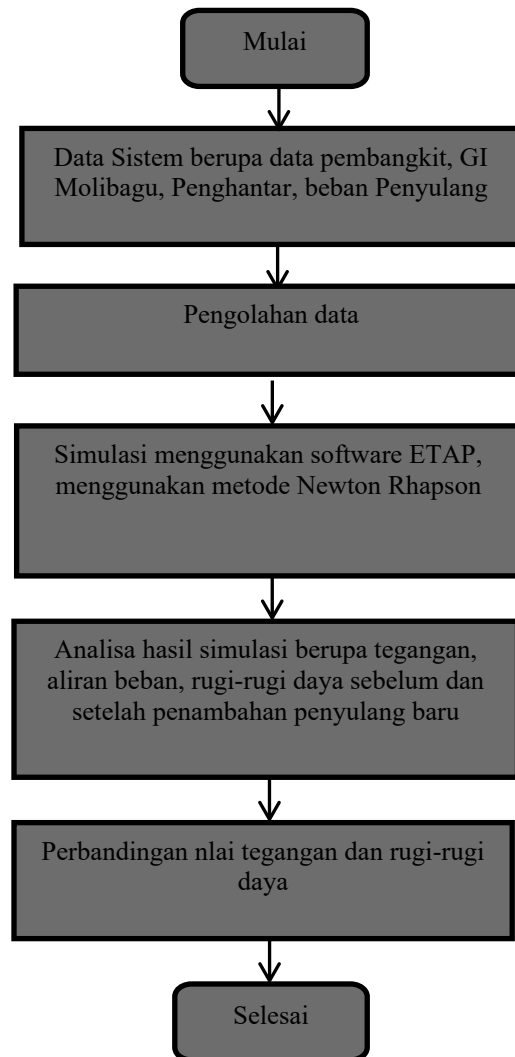 Mulai
Data Sistem berupa data pembangkit, GI
Molibagu, Penghantar, beban Penyulang
Pengolahan data
Simulasi menggunakan software ETAP,
menggunakan metode Newton Rhapson
Analisa hasil simulasi berupa tegangan,
aliran beban, rugi-rugi daya sebelum dan
setelah penambahan penyulang baru
Perbandingan nlai tegangan dan rugi-rugi
daya
Selesai